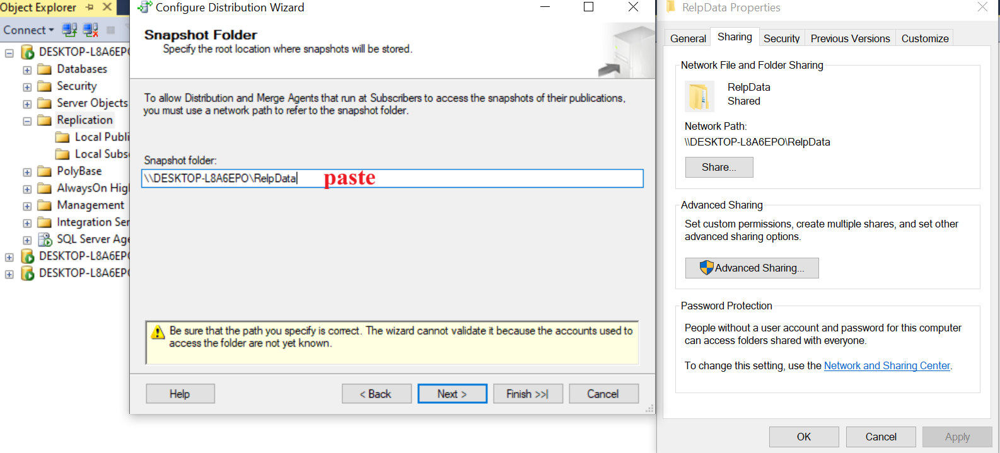 Object Explorer
Connect
DESKTOP-L8A6EPO
Databases
Security
Server Objects
Replication
Local Publi
Local Subs
PolyBase
AlwaysOn Hig
Management
Integration Ser
SQL Server Age
DESKTOP-L8A6EPO
DESKTOP-L8A6EPO
Configure Distribution Wizard
Snapshot Folder
Specify the root location where snapshots will be stored.
To allow Distribution and Merge Agents that run at Subscribers to access the snapshots of their publications,
you must use a network path to refer to the snapshot folder.
Snapshot folder:
\\DESKTOP-L8A6EPO\RelpData paste
Be sure that the path you specify is correct. The wizard cannot validate it because the accounts used to
access the folder are not yet known.
Help
< Back
Next >
Finish >>|
Cancel
RelpData Properties
General Sharing Security Previous Versions Customize
Network File and Folder Sharing
RelpData
Shared
Network Path:
\\DESKTOP-L8A6EPO\RelpData
Share...
Advanced Sharing
Set custom permissions, create multiple shares, and set other
advanced sharing options.
Advanced Sharing...
Password Protection
People without a user account and password for this computer
can access folders shared with everyone.
To change this setting, use the Network and Sharing Center.
OK
Cancel
Apply